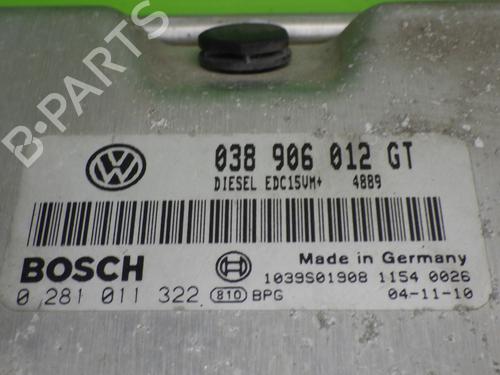 B-PARTS
038 906 012 GT
DIESEL EDC15VM+ 4889
BOSCH
Made in Germany
1039S01908 1154 0026
0 281 011 322 810 BPG 04-11-10